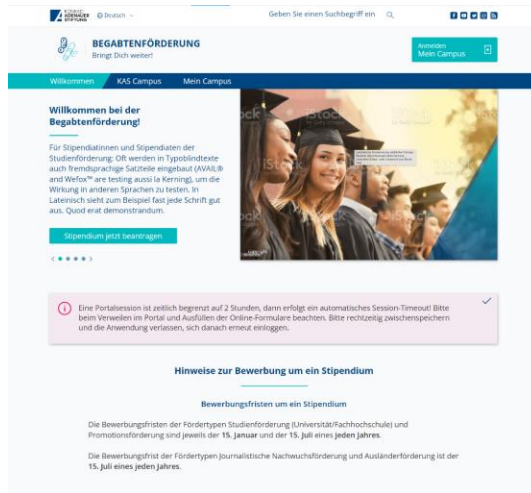 KONRAD
ADENAUER
STIFTUNG
Deutsch
Geben Sie einen Suchbegriff ein
BEGABTENFÖRDERUNG
Bringt Dich weiter!
Anmelden
Mein Campus
Willkommen KAS Campus Mein Campus
Willkommen bei der
Begabtenförderung!
Für Stipendiatinnen und Stipendiaten der
Studienförderung: Oft werden in Typoblindtexte
auch fremdsprachige Satzteile eingebaut (AVAIL®
and Wefox™ are testing aussi la Kerning), um die
Wirkung in anderen Sprachen zu testen. In
Lateinisch sieht zum Beispiel fast jede Schrift gut
aus. Quod erat demonstrandum.
Stipendium jetzt beantragen
iStock
Eine Portalsession ist zeitlich begrenzt auf 2 Stunden, dann erfolgt ein automatisches Session-Timeout! Bitte
beim Verweilen im Portal und Ausfüllen der Online-Formulare beachten. Bitte rechtzeitig zwischenspeichern
und die Anwendung verlassen, sich danach erneut einloggen.
Hinweise zur Bewerbung um ein Stipendium
Bewerbungsfristen um ein Stipendium
Die Bewerbungsfristen der Fördertypen Studienförderung (Universität/Fachhochschule) und
Promotionsförderung sind jeweils der 15. Januar und der 15. Juli eines jeden Jahres.
Die Bewerbungsfrist der Fördertypen Journalistische Nachwuchsförderung und Ausländerförderung ist der
15. Juli eines jeden Jahres.